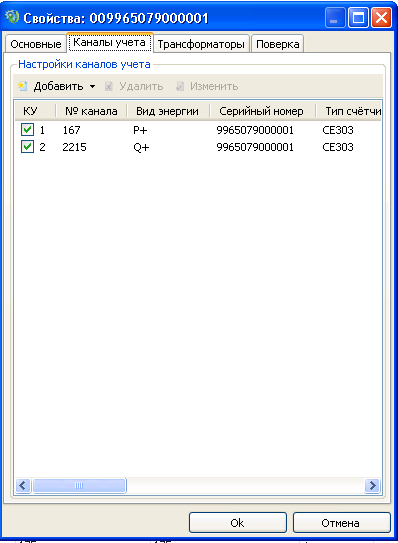 Свойства: 009965079000001
Основные Каналы учета Трансформаторы Поверка
Настройки каналов учета
Добавить Удалить Изменить
КУ № канала Вид энергии Серийный номер Тип счётчи
1 167 P+ 9965079000001 CE303
2 2215 Q+ 9965079000001 CE303
Ok Отмена